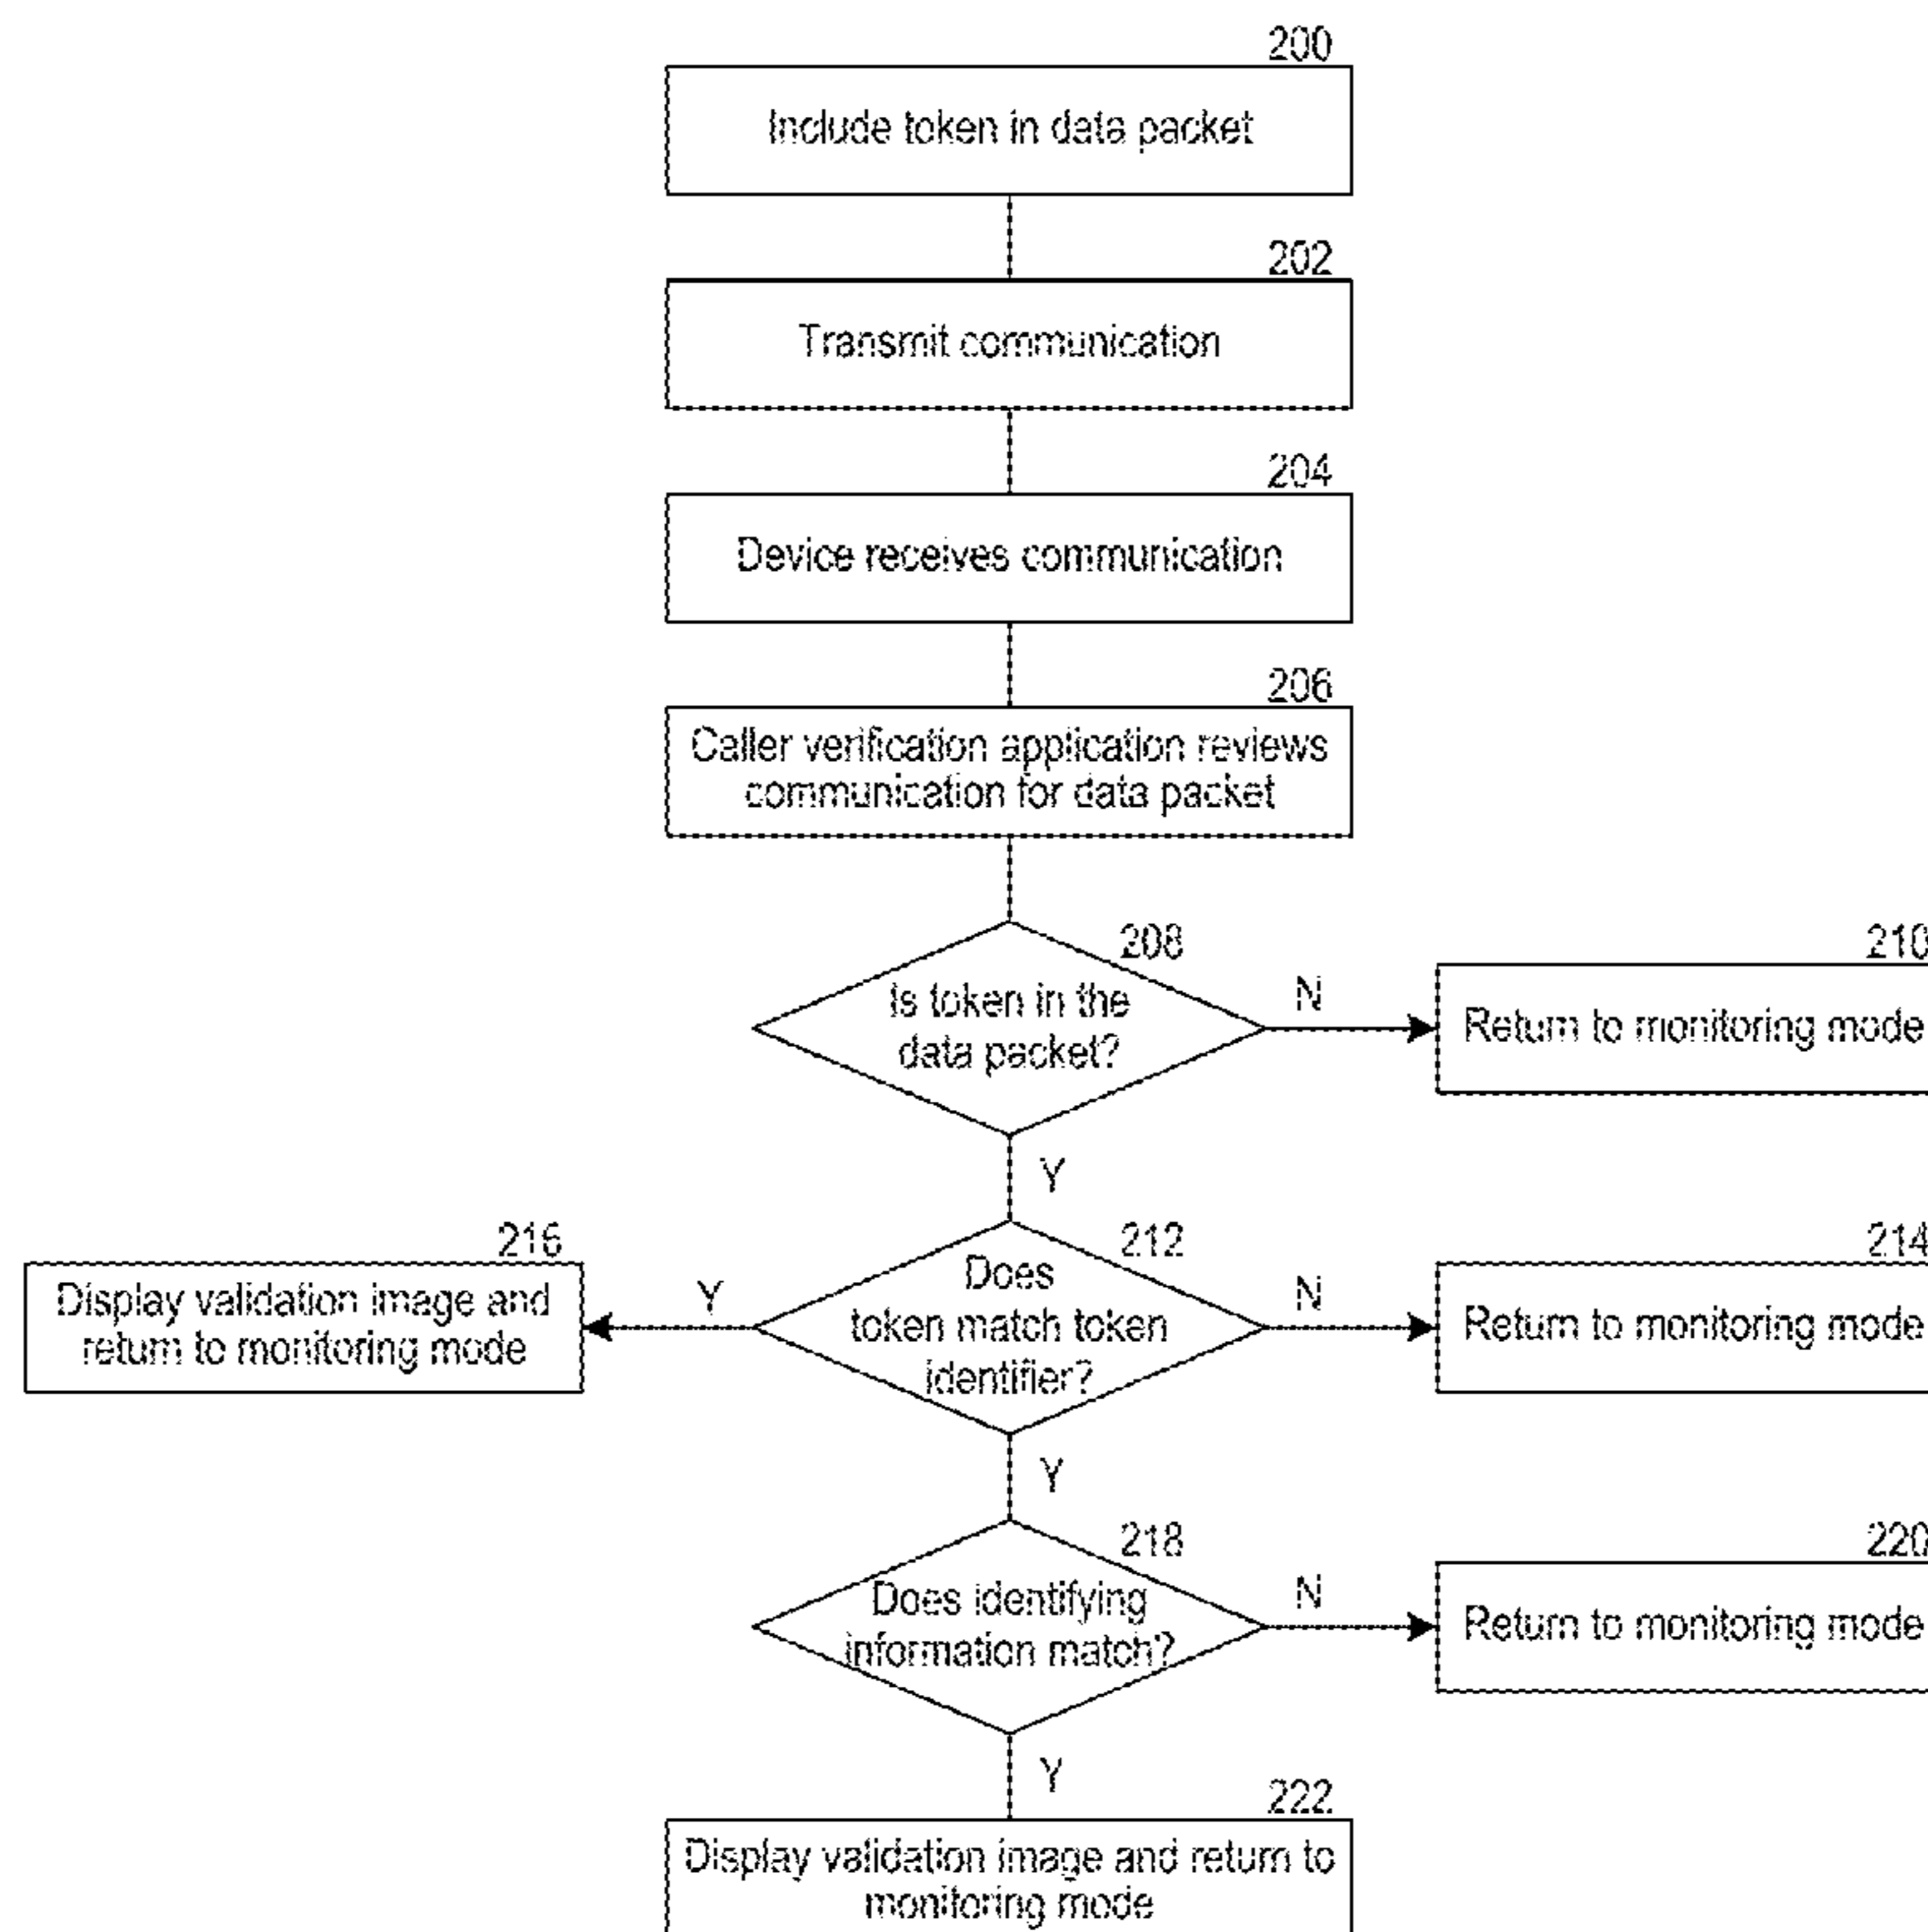 200
Include token in data packet
202
Transmit communication
204
Device receives communication
206
Caller verification application reviews
communication for data packet
208
Is token in the
data packet?
N
210
Return to monitoring mode
Y
216
Display validation image and
return to monitoring mode
Y
212
Does
token match token
identifier?
N
214
Return to monitoring mode
Y
218
Does identifying
information match?
N
220
Return to monitoring mode
Y
222
Display validation image and return to
monitoring mode